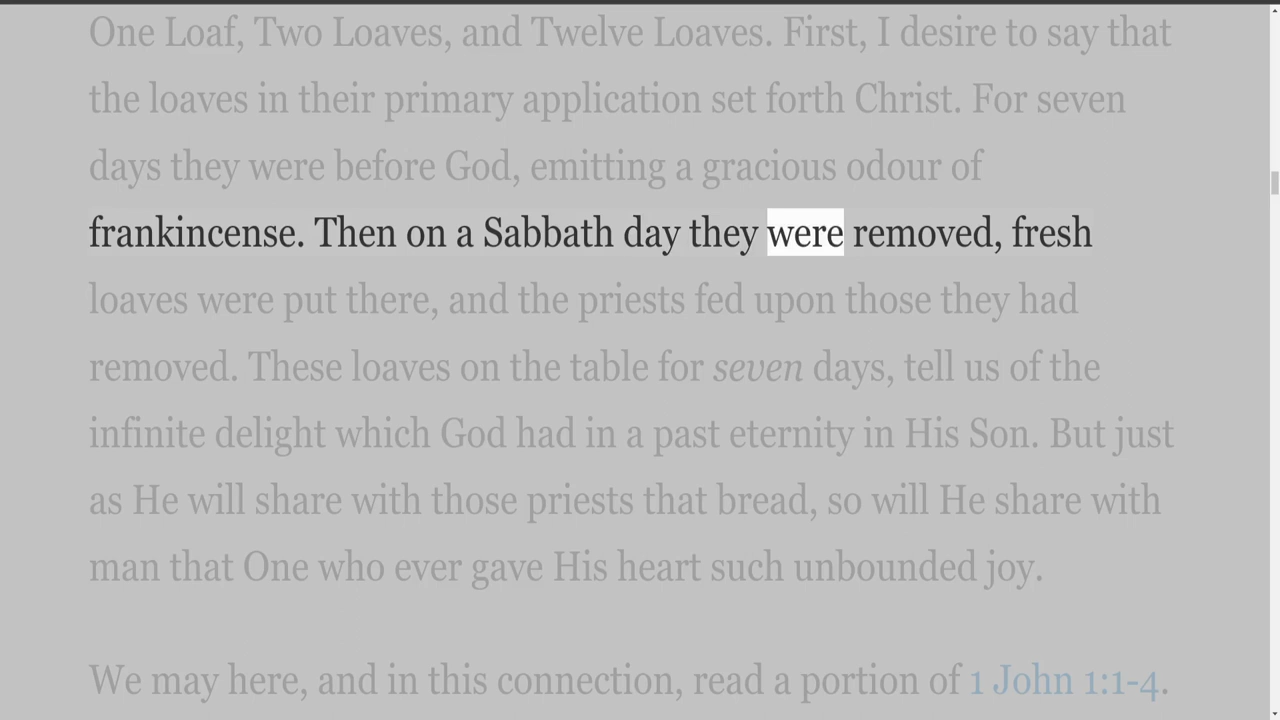 One Loaf, Two Loaves, and Twelve Loaves. First, I desire to say that
the loaves in their primary application set forth Christ. For seven
days they were before God, emitting a gracious odour of
frankincense. Then on a Sabbath day they were removed, fresh
loaves were put there, and the priests fed upon those they had
removed. These loaves on the table for seven days, tell us of the
infinite delight which God had in a past eternity in His Son. But just
as He will share with those priests that bread, so will He share with
man that One who ever gave His heart such unbounded joy.
We may here, and in this connection, read a portion of 1 John 1:1-4.